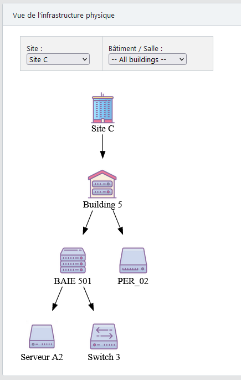 Vue de l'infrastructure physique
Site :
Bâtiment / Salle :
Site C
-- All buildings --
Site C
Building 5
BAIE 501
PER_02
Serveur A2
Switch 3